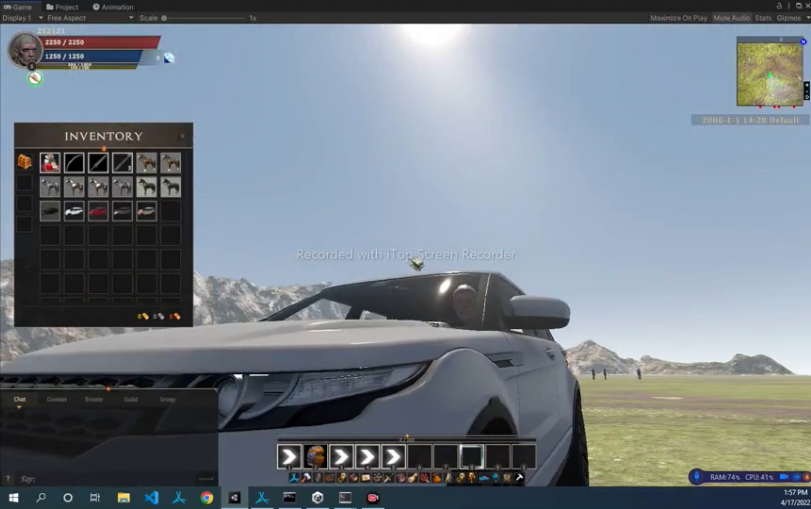 Game Project Animation
Display 1 Free Aspect Scale 1x Maximize On Play Mute Audio Stats Gizmos
212121
2250 / 2250
1250 / 1250
2000-1-1 14:28 Default
INVENTORY
Recorded with iTop Screen Recorder
Chat Combat Emote Guild Group
Say:
RAM:74% CPU:41%
1:57 PM
4/17/2022